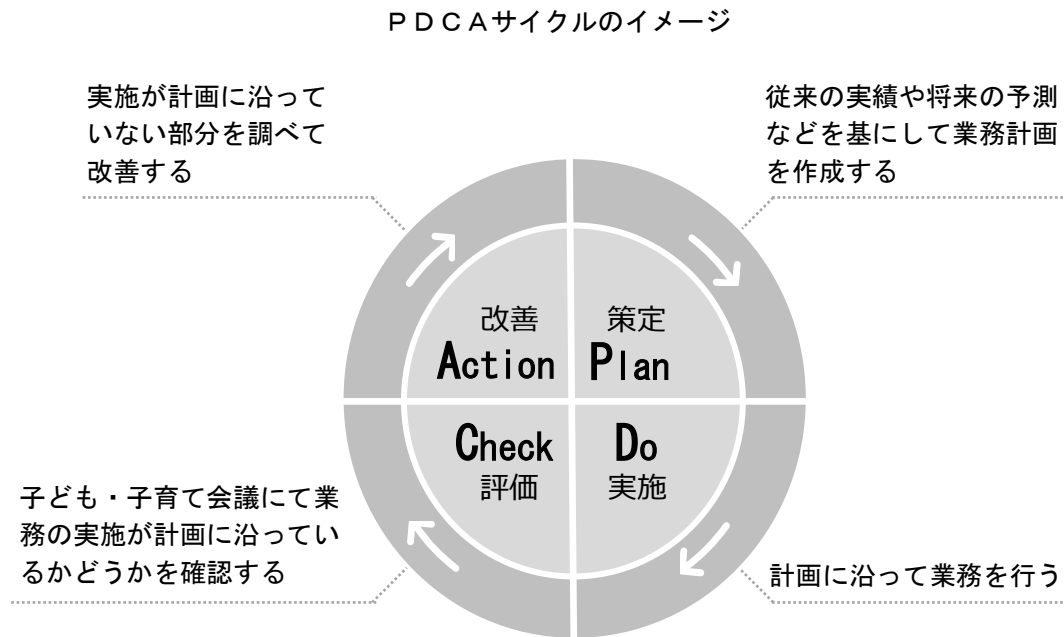 ＰＤＣＡサイクルのイメージ
実施が計画に沿って
いない部分を調べて
改善する
従来の実績や将来の予測
などを基にして業務計画
を作成する
改善
Action
策定
Plan
Check
評価
Do
実施
子ども・子育て会議にて業
務の実施が計画に沿ってい
るかどうかを確認する
計画に沿って業務を行う